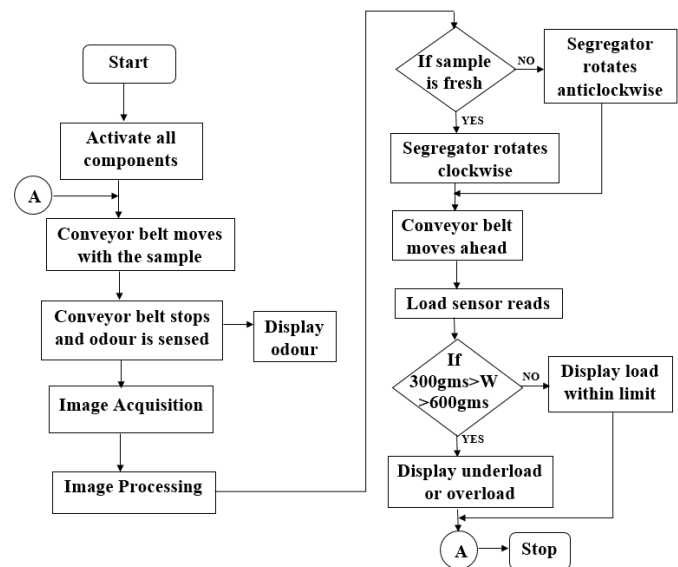 Start
Activate all
components
A
Conveyor belt moves
with the sample
Conveyor belt stops
and odour is sensed
Display
odour
Image Acquisition
Image Processing
If sample
is fresh
NO
Segregator
rotates
anticlockwise
YES
Segregator rotates
clockwise
Conveyor belt
moves ahead
Load sensor reads
If
300gms>W
>600gms
NO
Display load
within limit
YES
Display underload
or overload
A
Stop